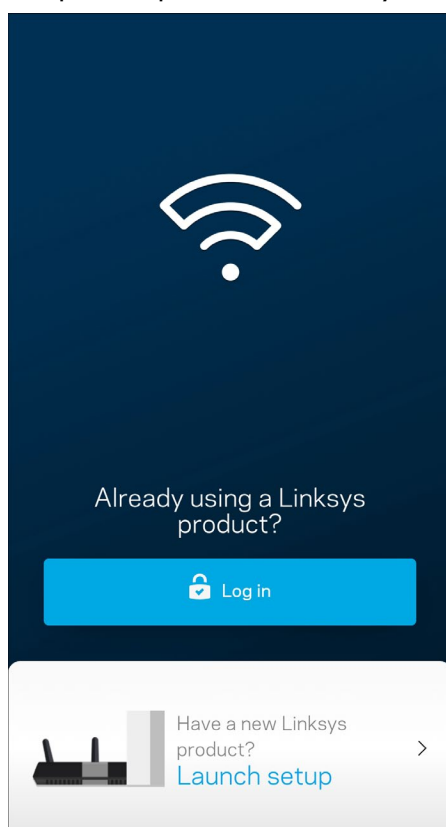 Already using a Linksys
product?
Log in
Have a new Linksys
product?
Launch setup